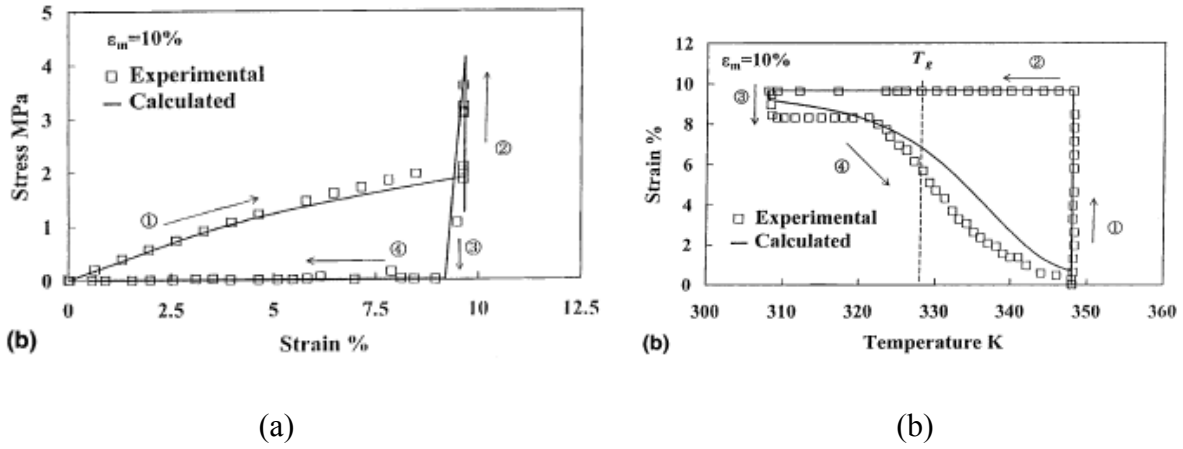 5
4
3
2
1
0
Stress MPa
εm=10%
□ Experimental
— Calculated
①
②
③
④
0 2.5 5 7.5 10 12.5
(b) Strain %
12
10
8
6
4
2
0
Strain %
εm=10%
Tg
②
③
④
①
□ Experimental
— Calculated
300 310 320 330 340 350 360
(b) Temperature K
(a) (b)